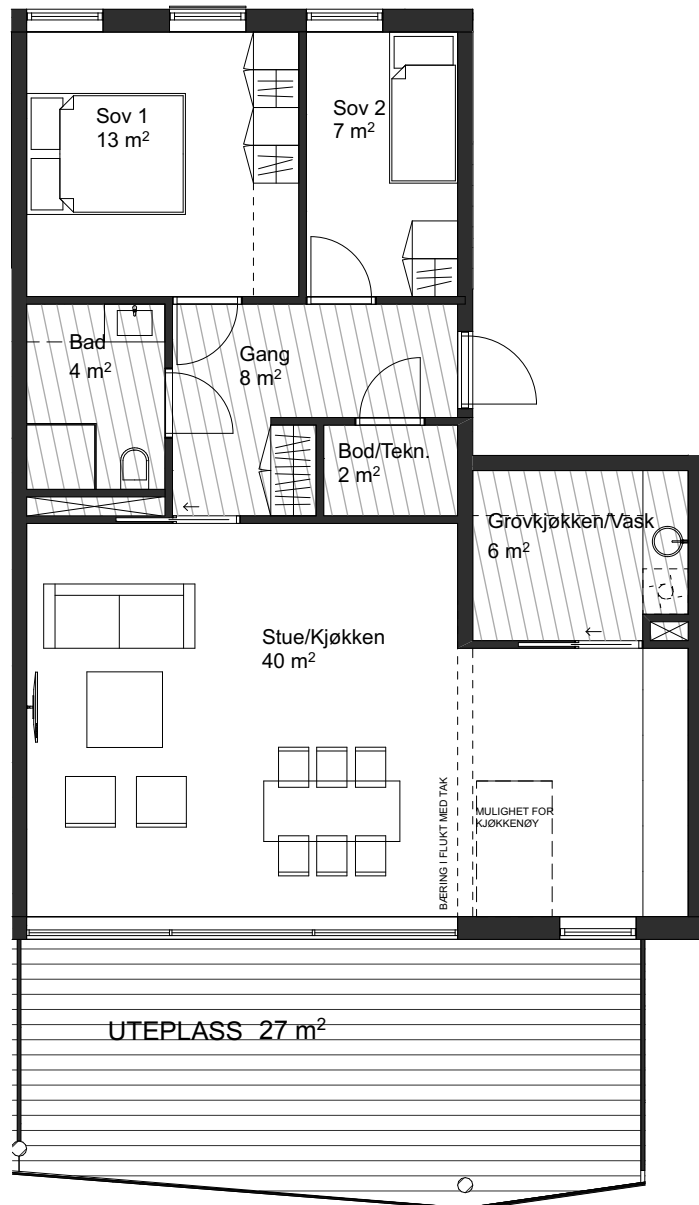 Sov 1
13 m²
Sov 2
7 m²
Bad
4 m²
Gang
8 m²
Bod/Tekn.
2 m²
Grovkjøkken/Vask
6 m²
Stue/Kjøkken
40 m²
BÆRING I FLUKT MED TAK
MULIGHET FOR
KJØKKENØY
UTEPLASS 27 m²